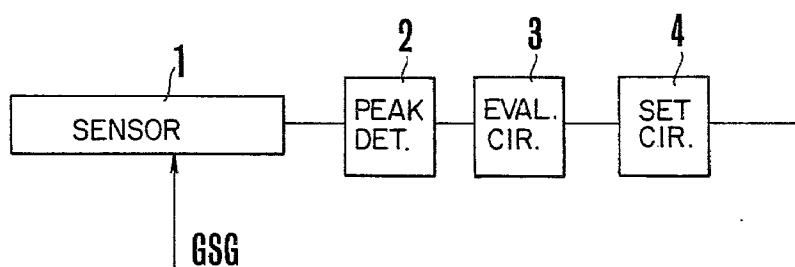 1
2
3
4
SENSOR
PEAK
DET.
EVAL.
CIR.
SET
CIR.
GSG